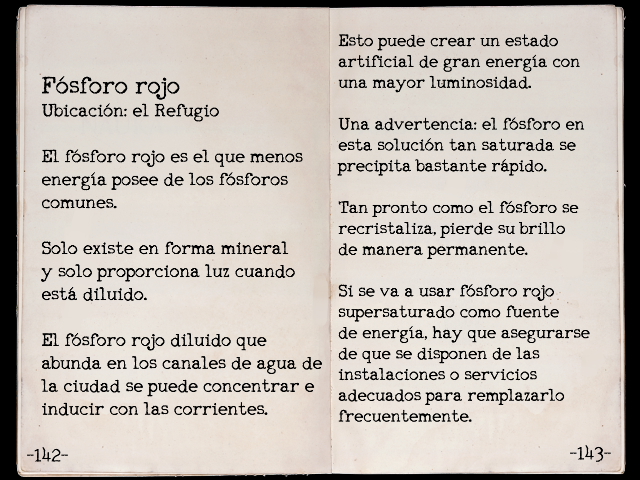 Fósforo rojo
Ubicación: el Refugio
El fósforo rojo es el que menos
energía posee de los fósforos
comunes.
Solo existe en forma mineral
y solo proporciona luz cuando
está diluido.
El fósforo rojo diluido que
abunda en los canales de agua de
la ciudad se puede concentrar e
inducir con las corrientes.
-142-
Esto puede crear un estado
artificial de gran energía con
una mayor luminosidad.
Una advertencia: el fósforo en
esta solución tan saturada se
precipita bastante rápido.
Tan pronto como el fósforo se
recristaliza, pierde su brillo
de manera permanente.
Si se va a usar fósforo rojo
supersaturado como fuente
de energía, hay que asegurarse
de que se disponen de las
instalaciones o servicios
adecuados para remplazarlo
frecuentemente.
-143-